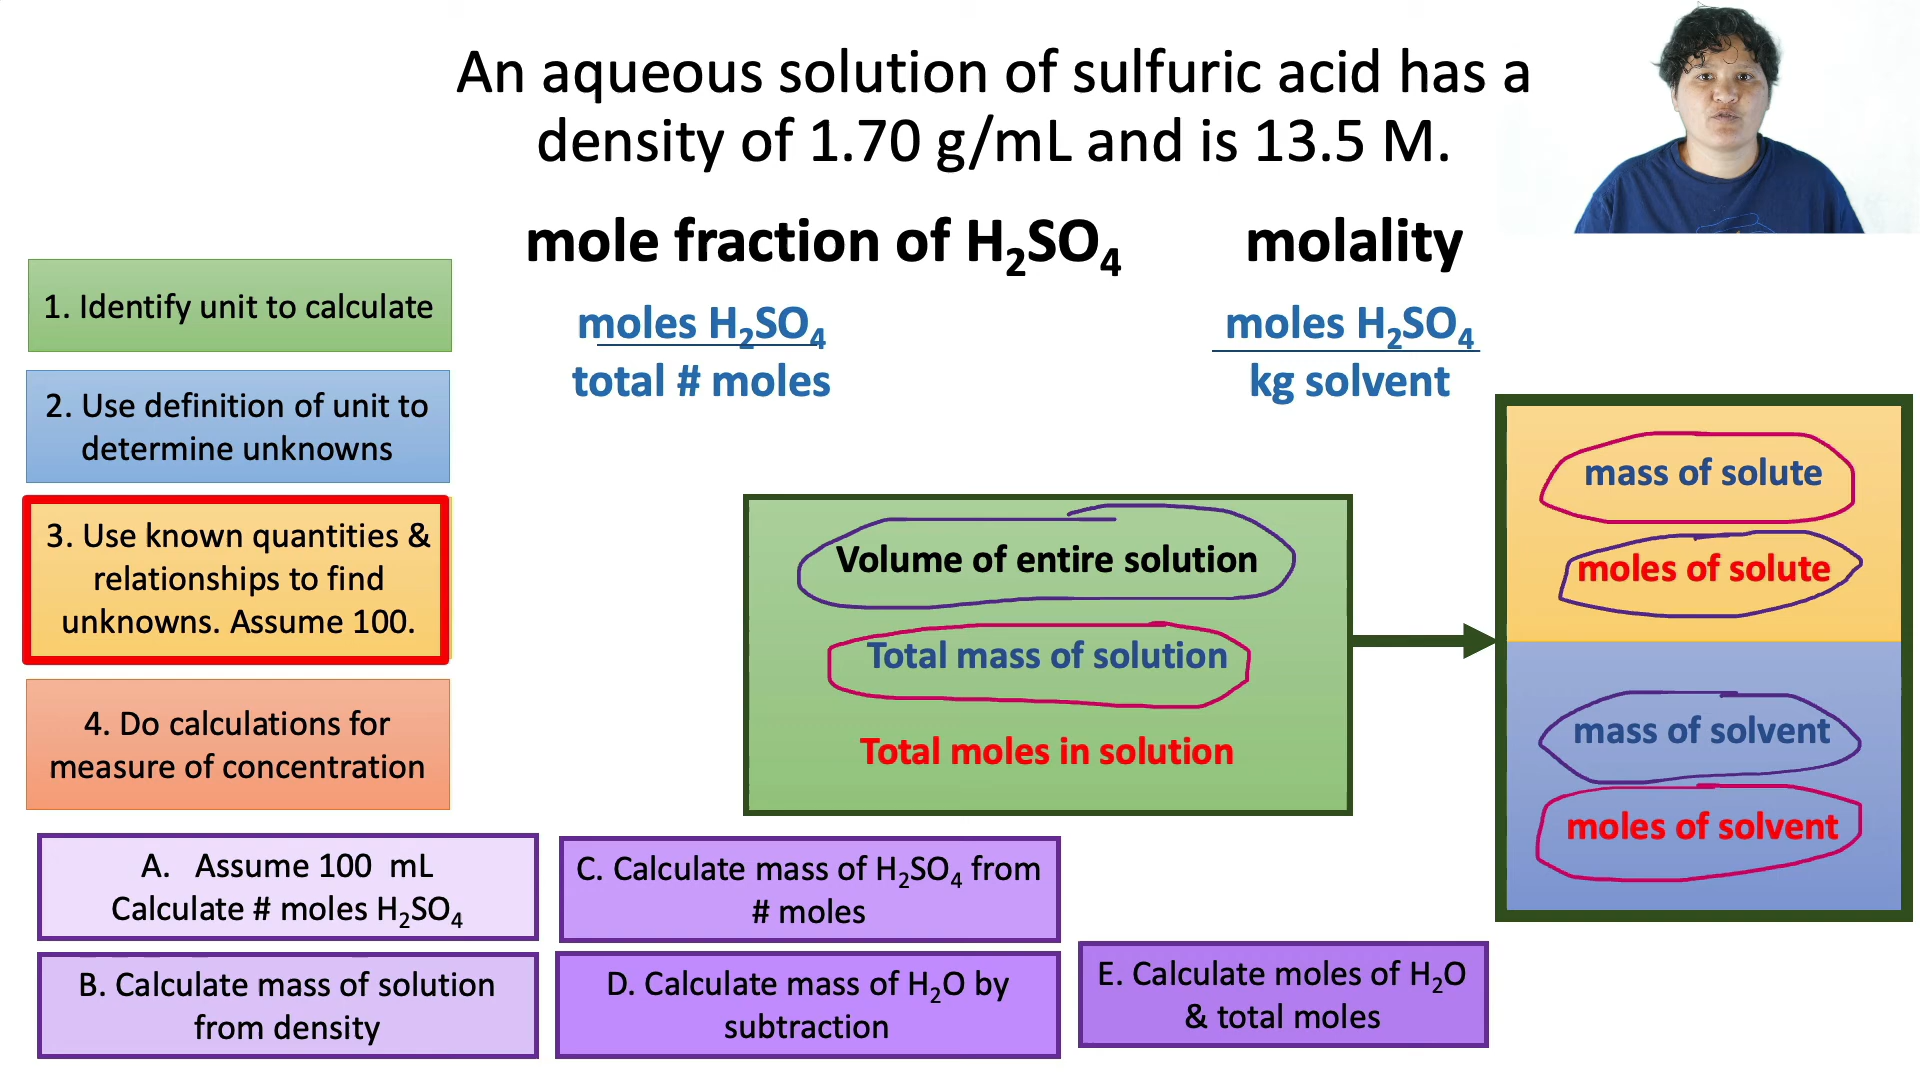 An aqueous solution of sulfuric acid has a
density of 1.70 g/mL and is 13.5 M.
mole fraction of H₂SO₄
molality
moles H₂SO₄
total # moles
moles H₂SO₄
kg solvent
1. Identify unit to calculate
2. Use definition of unit to
determine unknowns
3. Use known quantities &
relationships to find
unknowns. Assume 100.
4. Do calculations for
measure of concentration
Volume of entire solution
Total mass of solution
Total moles in solution
mass of solute
moles of solute
mass of solvent
moles of solvent
A. Assume 100 mL
Calculate # moles H₂SO₄
B. Calculate mass of solution
from density
C. Calculate mass of H₂SO₄ from
# moles
D. Calculate mass of H₂O by
subtraction
E. Calculate moles of H₂O
& total moles